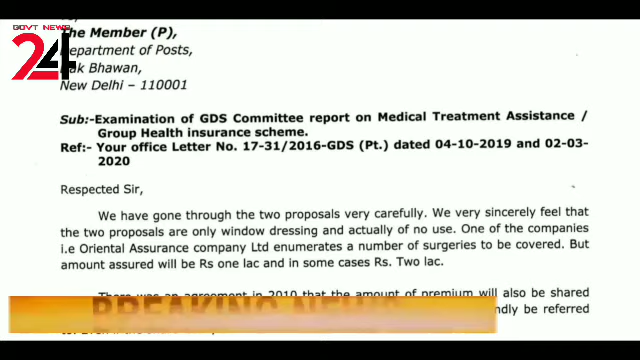 GOVT NEWS
24
To,
The Member (P),
Department of Posts,
Dak Bhawan,
New Delhi – 110001
Sub:-Examination of GDS Committee report on Medical Treatment Assistance /
Group Health insurance scheme.
Ref:- Your office Letter No. 17-31/2016-GDS (Pt.) dated 04-10-2019 and 02-03-
2020
Respected Sir,
We have gone through the two proposals very carefully. We very sincerely feel that
the two proposals are only window dressing and actually of no use. One of the companies
i.e Oriental Assurance company Ltd enumerates a number of surgeries to be covered. But
amount assured will be Rs one lac and in some cases Rs. Two lac.
There was an agreement in 2010 that the amount of premium will also be shared
BREAKING NEWS
ndly be referred